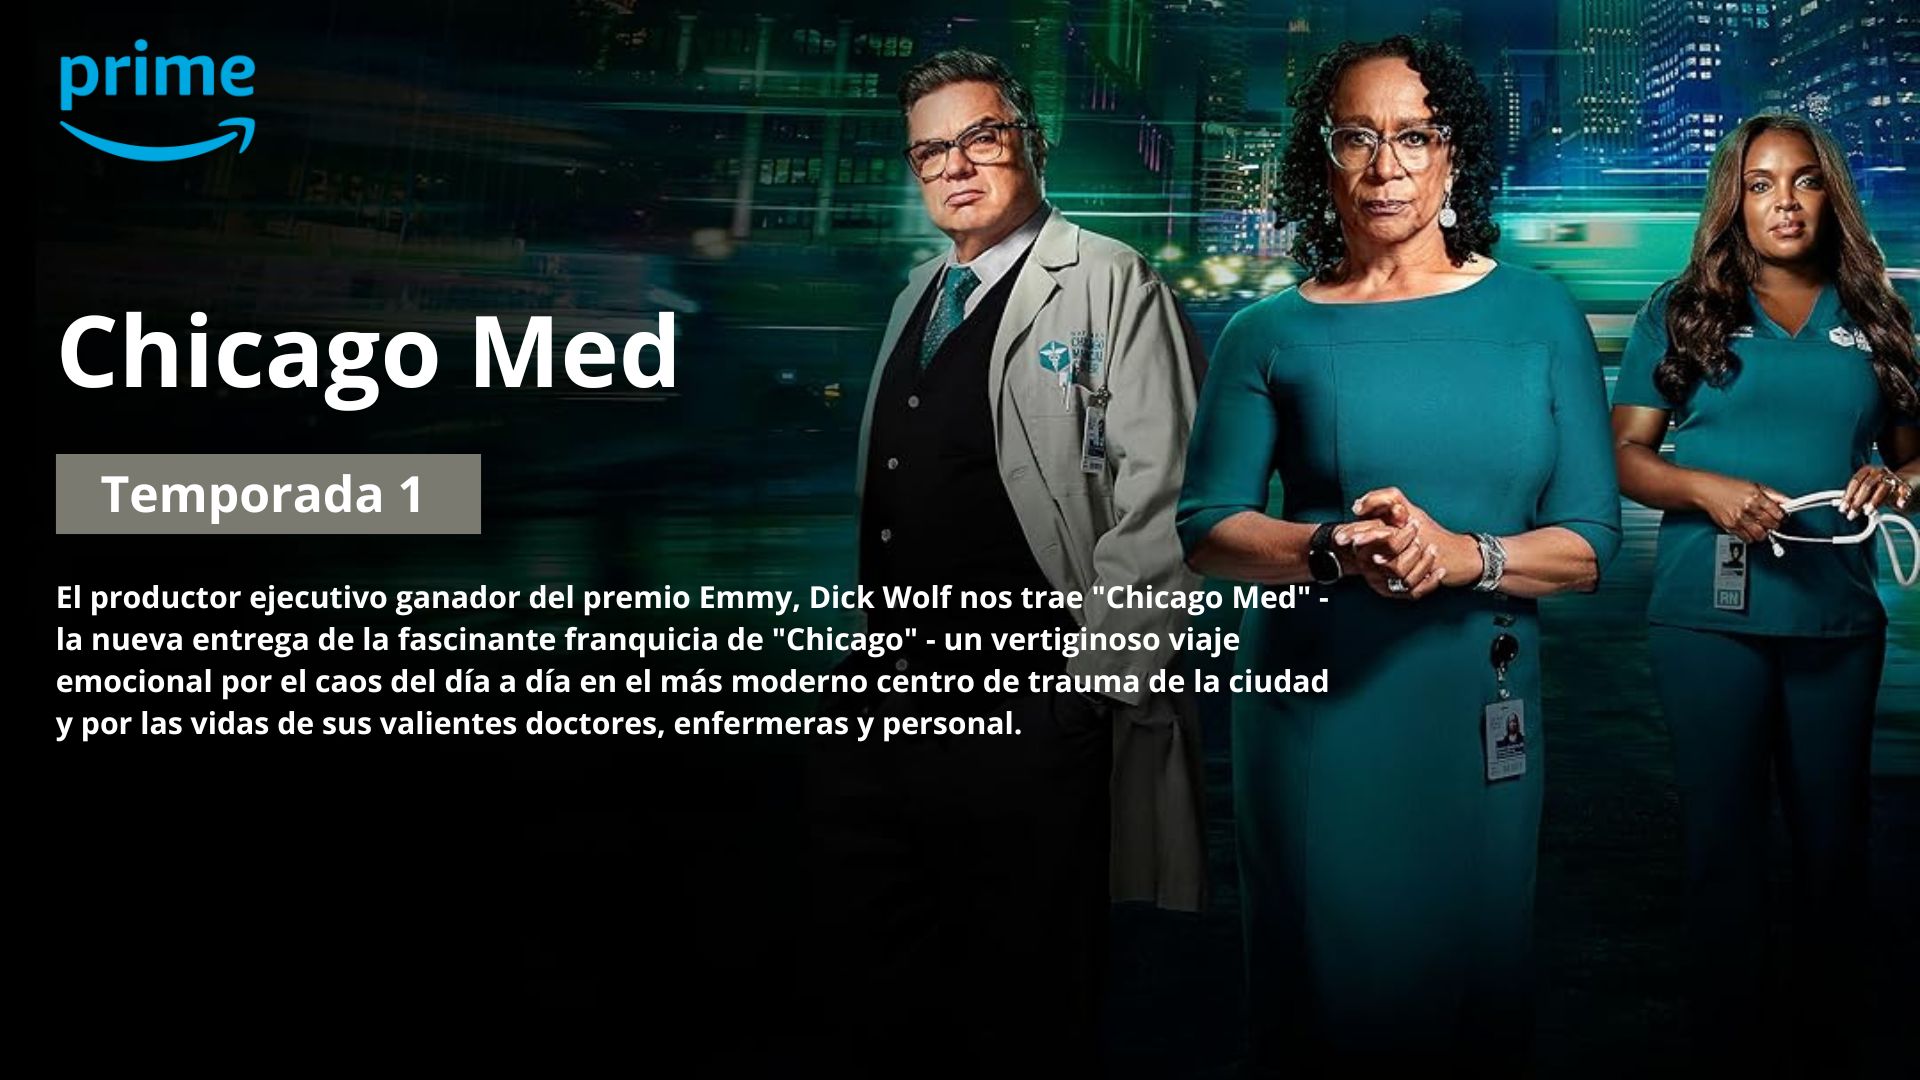 prime
Chicago Med
Temporada 1
El productor ejecutivo ganador del premio Emmy, Dick Wolf nos trae "Chicago Med" -
la nueva entrega de la fascinante franquicia de "Chicago" - un vertiginoso viaje
emocional por el caos del día a día en el más moderno centro de trauma de la ciudad
y por las vidas de sus valientes doctores, enfermeras y personal.
RN